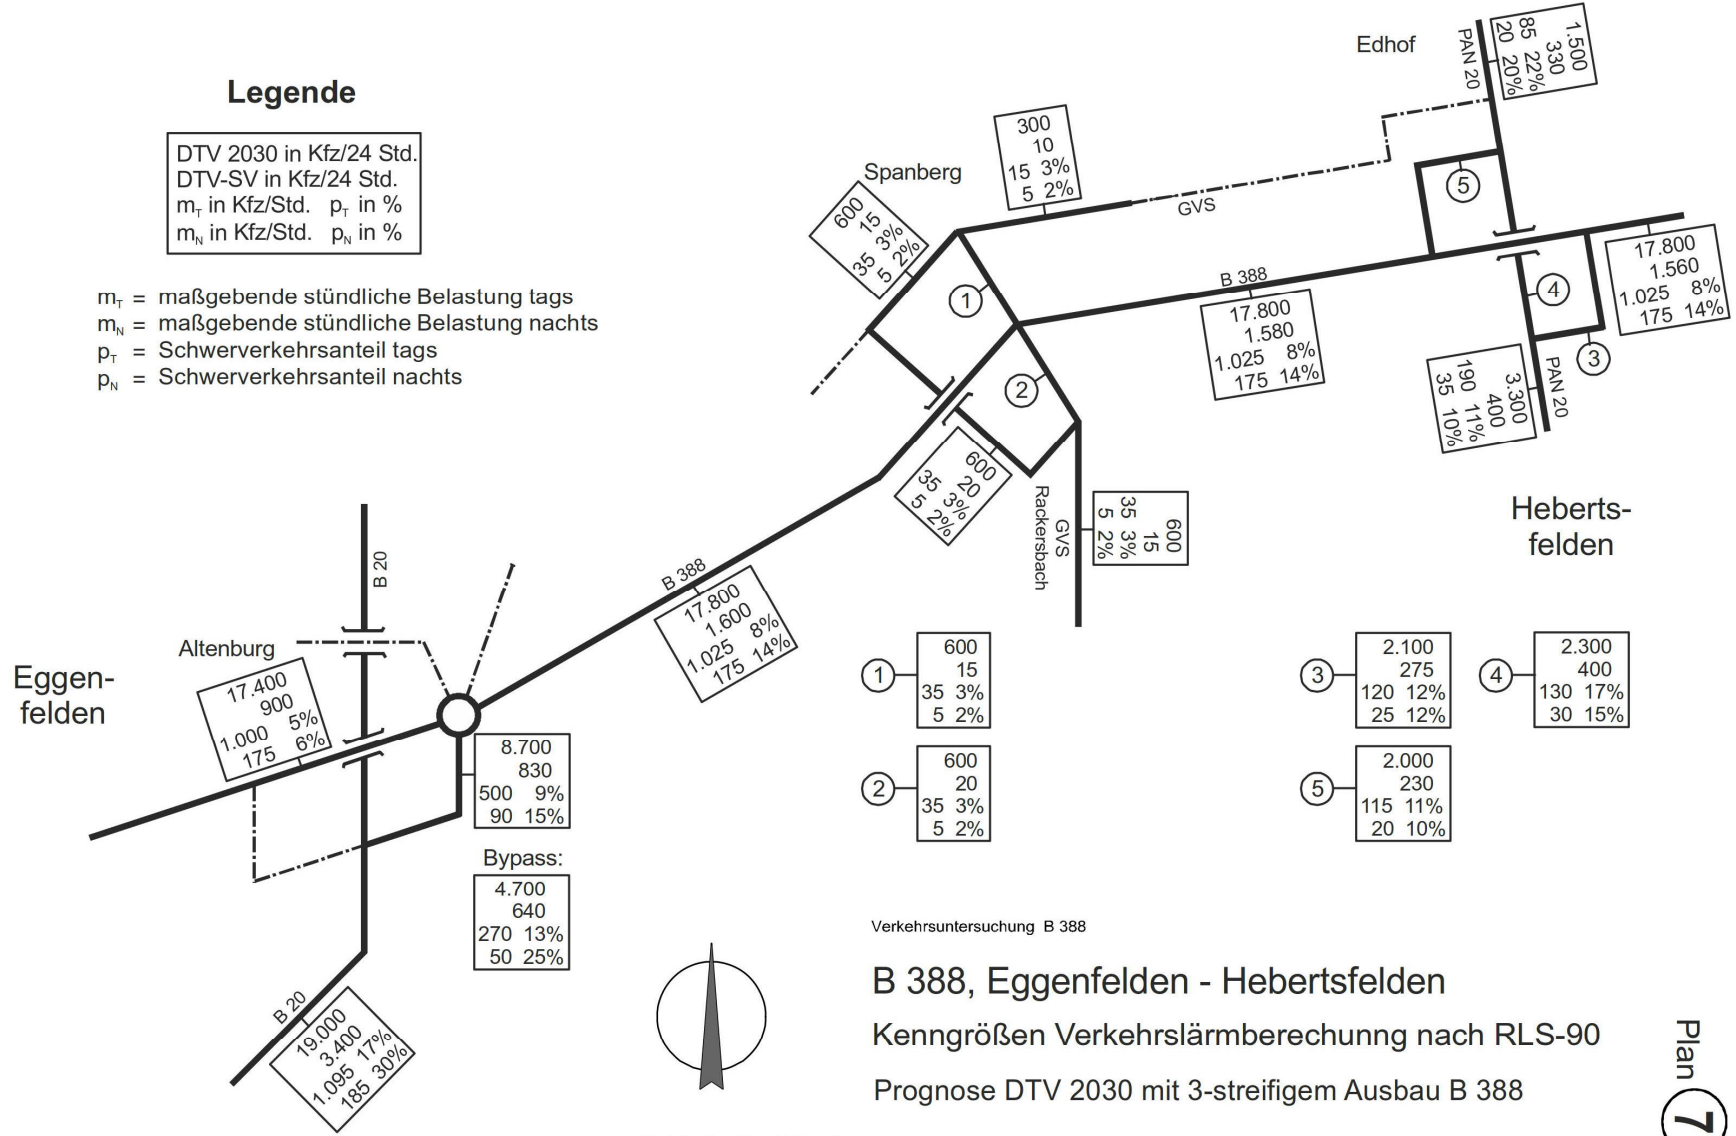 Legende
DTV 2030 in Kfz/24 Std.
DTV-SV in Kfz/24 Std.
mT in Kfz/Std. pT in %
mN in Kfz/Std. pN in %
mT = maßgebende stündliche Belastung tags
mN = maßgebende stündliche Belastung nachts
pT = Schwerverkehrsanteil tags
pN = Schwerverkehrsanteil nachts
Edhof
PAN 20
1.500
330
85 22%
20 20%
300
10
15 3%
5 2%
Spanberg
600
15
35 3%
5 2%
GVS
5
1
B 388
17.800
1.580
1.025 8%
175 14%
4
17.800
1.560
1.025 8%
175 14%
3
PAN 20
3.300
400
190 11%
35 10%
2
600
20
35 3%
5 2%
GVS
Rackersbach
600
15
35 3%
5 2%
Heberts-
felden
B 20
B 388
17.800
1.600
1.025 8%
175 14%
Altenburg
Eggen-
felden
17.400
900
1.000 5%
175 6%
8.700
830
500 9%
90 15%
Bypass:
4.700
640
270 13%
50 25%
B 20
19.000
3.400
1.095 17%
185 30%
1
600
15
35 3%
5 2%
2
600
20
35 3%
5 2%
3
2.100
275
120 12%
25 12%
4
2.300
400
130 17%
30 15%
5
2.000
230
115 11%
20 10%
Verkehrsuntersuchung B 388
B 388, Eggenfelden - Hebertsfelden
Kenngrößen Verkehrslärmberechunng nach RLS-90
Prognose DTV 2030 mit 3-streifigem Ausbau B 388
Plan
7